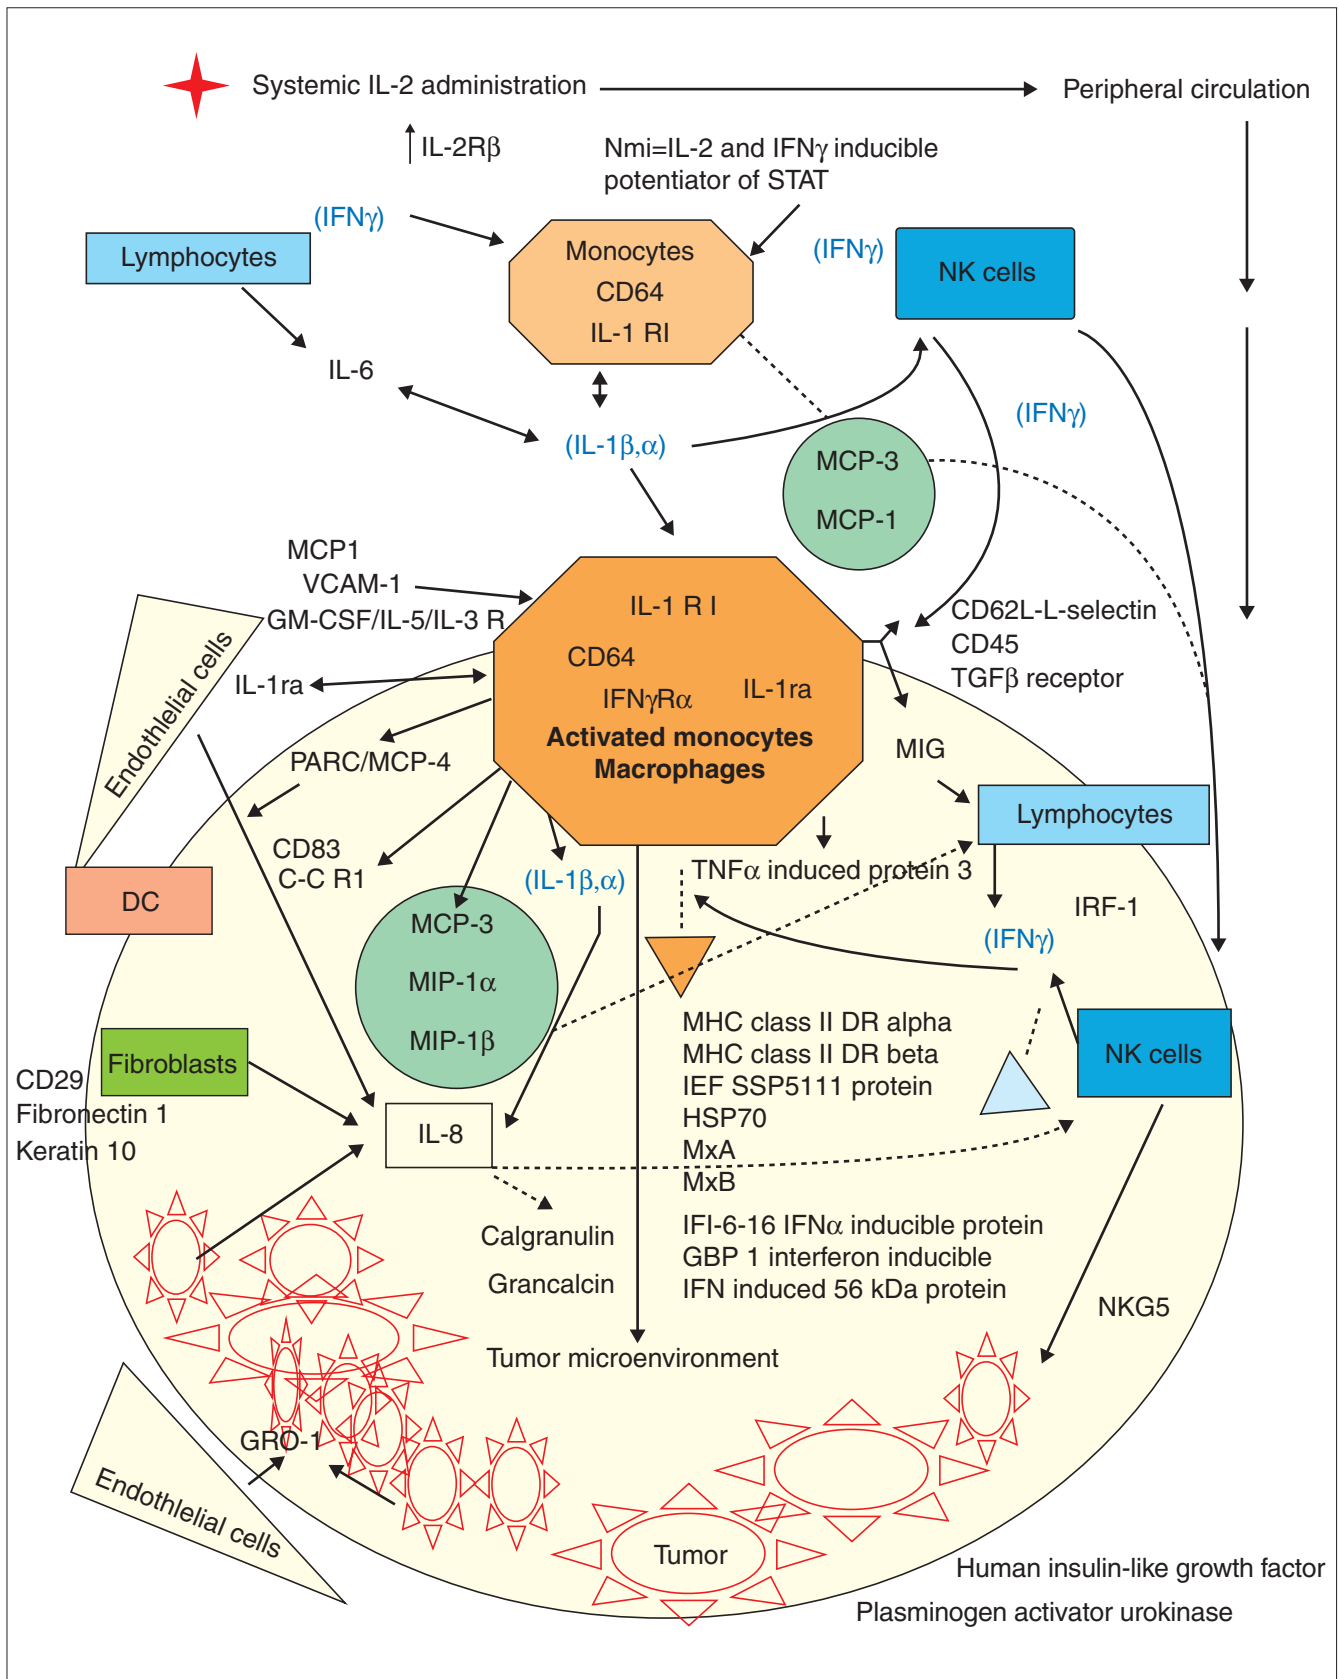 Systemic IL-2 administration
Peripheral circulation
IL-2Rβ
Nmi=IL-2 and IFNγ inducible
potentiator of STAT
(IFNγ)
Lymphocytes
Monocytes
CD64
IL-1 RI
(IFNγ)
NK cells
IL-6
(IL-1β,α)
(IFNγ)
MCP-3
MCP-1
MCP1
VCAM-1
GM-CSF/IL-5/IL-3 R
IL-1 R I
CD64
IFNγRα
IL-1ra
Activated monocytes
Macrophages
CD62L-L-selectin
CD45
TGFβ receptor
Endothlelial cells
IL-1ra
PARC/MCP-4
MIG
Lymphocytes
CD83
C-C R1
(IL-1β,α)
TNFα induced protein 3
DC
IRF-1
(IFNγ)
MCP-3
MIP-1α
MIP-1β
MHC class II DR alpha
MHC class II DR beta
IEF SSP5111 protein
HSP70
MxA
MxB
IFI-6-16 IFNα inducible protein
GBP 1 interferon inducible
IFN induced 56 kDa protein
NK cells
Fibroblasts
CD29
Fibronectin 1
Keratin 10
IL-8
Calgranulin
Grancalcin
NKG5
Tumor microenvironment
GRO-1
Endothlelial cells
Tumor
Human insulin-like growth factor
Plasminogen activator urokinase